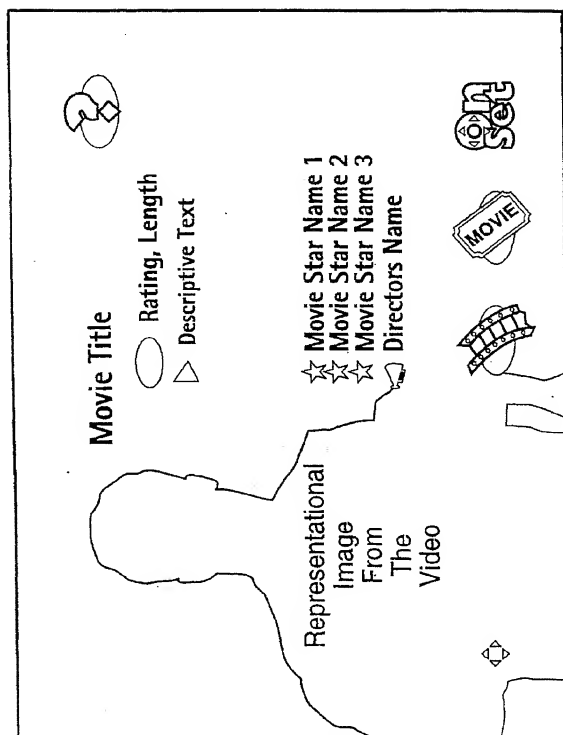 Movie Title
Rating, Length
Descriptive Text
Movie Star Name 1
Movie Star Name 2
Movie Star Name 3
Directors Name
Representational
Image
From
The
Video
MOVIE
on
set